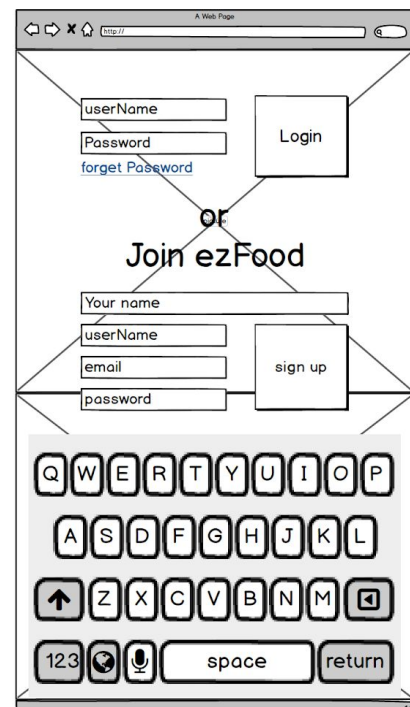 A Web Page
http://
userName
Password
Login
forget Password
or
Join ezFood
Your name
userName
email
password
sign up
Q W E R T Y U I O P
A S D F G H J K L
Z X C V B N M
123 space return